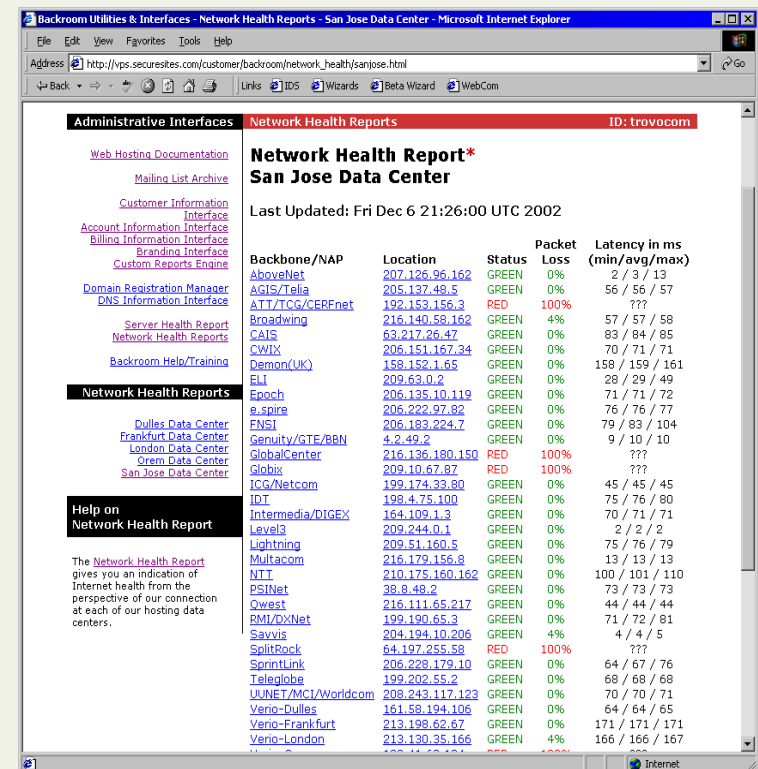 Backroom Utilities & Interfaces - Network Health Reports - San Jose Data Center - Microsoft Internet Explorer
File Edit View Favorites Tools Help
Address http://vps.securesites.com/customer/backroom/network_health/sanjose.html Go
Back Links IDS Wizards Beta Wizard WebCom
Administrative Interfaces
Web Hosting Documentation
Mailing List Archive
Customer Information
Interface
Account Information Interface
Billing Information Interface
Branding Interface
Custom Reports Engine
Domain Registration Manager
DNS Information Interface
Server Health Report
Network Health Reports
Backroom Help/Training
Network Health Reports
Dulles Data Center
Frankfurt Data Center
London Data Center
Orem Data Center
San Jose Data Center
Help on
Network Health Report
The Network Health Report
gives you an indication of
Internet health from the
perspective of our connection
at each of our hosting data
centers.
Network Health Reports ID: trovocom
Network Health Report*
San Jose Data Center
Last Updated: Fri Dec 6 21:26:00 UTC 2002
Packet Latency in ms
Backbone/NAP Location Status Loss (min/avg/max)
AboveNet 207.126.96.162 GREEN 0% 2 / 3 / 13
AGIS/Telia 205.137.48.5 GREEN 0% 56 / 56 / 57
ATT/TCG/CERFnet 192.153.156.3 RED 100% ???
Broadwing 216.140.58.162 GREEN 4% 57 / 57 / 58
CAIS 63.217.26.47 GREEN 0% 83 / 84 / 85
CWIX 206.151.167.34 GREEN 0% 70 / 71 / 71
Demon(UK) 158.152.1.65 GREEN 0% 158 / 159 / 161
ELI 209.63.0.2 GREEN 0% 28 / 29 / 49
Epoch 206.135.10.119 GREEN 0% 71 / 71 / 72
e.spire 206.222.97.82 GREEN 0% 76 / 76 / 77
FNSI 206.183.224.7 GREEN 0% 79 / 83 / 104
Genuity/GTE/BBN 4.2.49.2 GREEN 0% 9 / 10 / 10
GlobalCenter 216.136.180.150 RED 100% ???
Globix 209.10.67.87 RED 100% ???
ICG/Netcom 199.174.33.80 GREEN 0% 45 / 45 / 45
IDT 198.4.75.100 GREEN 0% 75 / 76 / 80
Intermedia/DIGEX 164.109.1.3 GREEN 0% 70 / 71 / 71
Level3 209.244.0.1 GREEN 0% 2 / 2 / 2
Lightning 209.51.160.5 GREEN 0% 75 / 76 / 79
Multacom 216.179.156.8 GREEN 0% 13 / 13 / 13
NTT 210.175.160.162 GREEN 0% 100 / 101 / 110
PSINet 38.8.48.2 GREEN 0% 73 / 73 / 73
Qwest 216.111.65.217 GREEN 0% 44 / 44 / 44
RMI/DXNet 199.190.65.3 GREEN 0% 71 / 72 / 81
Savvis 204.194.10.206 GREEN 4% 4 / 4 / 5
SplitRock 64.197.255.58 RED 100% ???
SprintLink 206.228.179.10 GREEN 0% 64 / 67 / 76
Teleglobe 199.202.55.2 GREEN 0% 68 / 68 / 68
UUNET/MCI/Worldcom 208.243.117.123 GREEN 0% 70 / 70 / 71
Verio-Dulles 161.58.194.106 GREEN 0% 64 / 64 / 65
Verio-Frankfurt 213.198.62.67 GREEN 0% 171 / 171 / 171
Verio-London 213.130.35.166 GREEN 4% 166 / 166 / 167
Internet